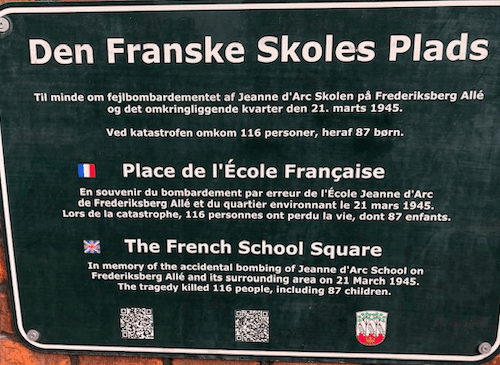 Den Franske Skoles Plads
Til minde om fejlbombardementet af Jeanne d'Arc Skolen på Frederiksberg Allé
og det omkringliggende kvarter den 21. marts 1945.
Ved katastrofen omkom 116 personer, heraf 87 børn.
Place de l'École Française
En souvenir du bombardement par erreur de l'École Jeanne d'Arc
de Frederiksberg Allé et du quartier environnant le 21 mars 1945.
Lors de la catastrophe, 116 personnes ont perdu la vie, dont 87 enfants.
The French School Square
In memory of the accidental bombing of Jeanne d'Arc School on
Frederiksberg Allé and its surrounding area on 21 March 1945.
The tragedy killed 116 people, including 87 children.